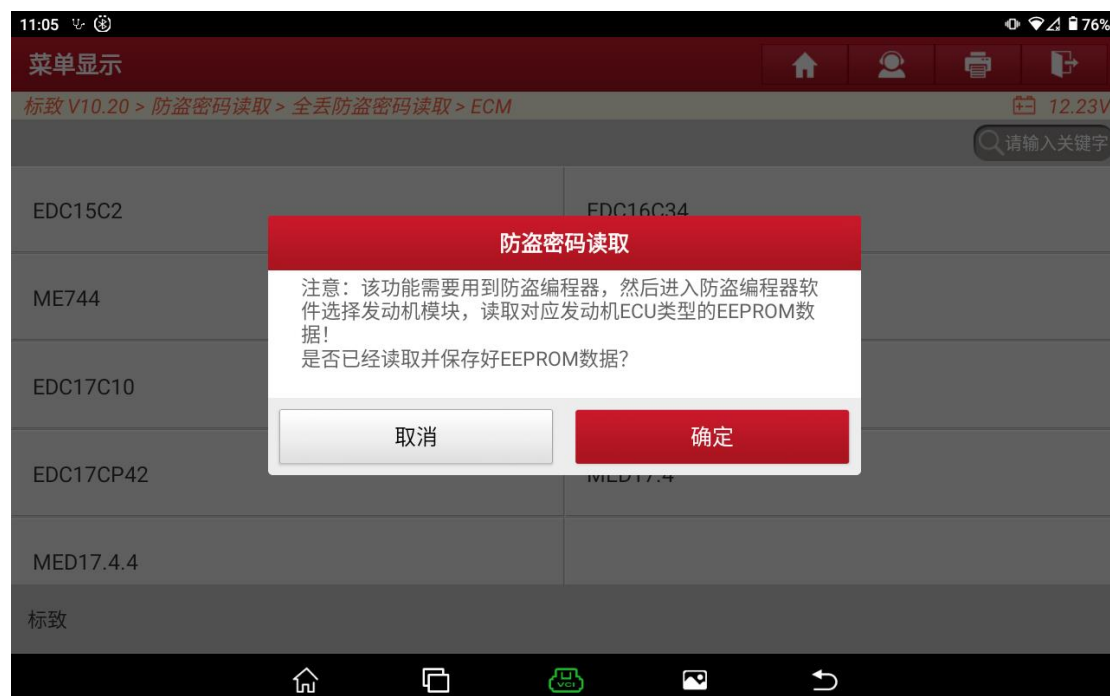 11:05
76%
菜单显示
标致 V10.20 > 防盗密码读取 > 全丢防盗密码读取 > ECM
12.23V
请输入关键字
EDC15C2
EDC16C34
防盗密码读取
注意：该功能需要用到防盗编程器，然后进入防盗编程器软
件选择发动机模块，读取对应发动机ECU类型的EEPROM数
据！
是否已经读取并保存好EEPROM数据？
ME744
EDC17C10
取消
确定
EDC17CP42
MED17.4
MED17.4.4
标致
VCI